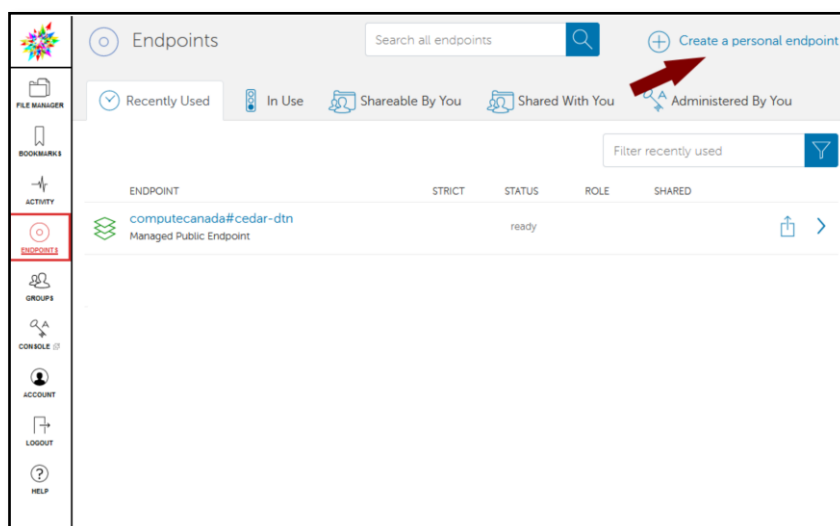 Endpoints
Search all endpoints
Create a personal endpoint
FILE MANAGER
BOOKMARKS
ACTIVITY
ENDPOINTS
GROUPS
CONSOLE
ACCOUNT
LOGOUT
HELP
Recently Used
In Use
Shareable By You
Shared With You
Administered By You
Filter recently used
ENDPOINT STRICT STATUS ROLE SHARED
computecanada#cedar-dtn
Managed Public Endpoint
ready